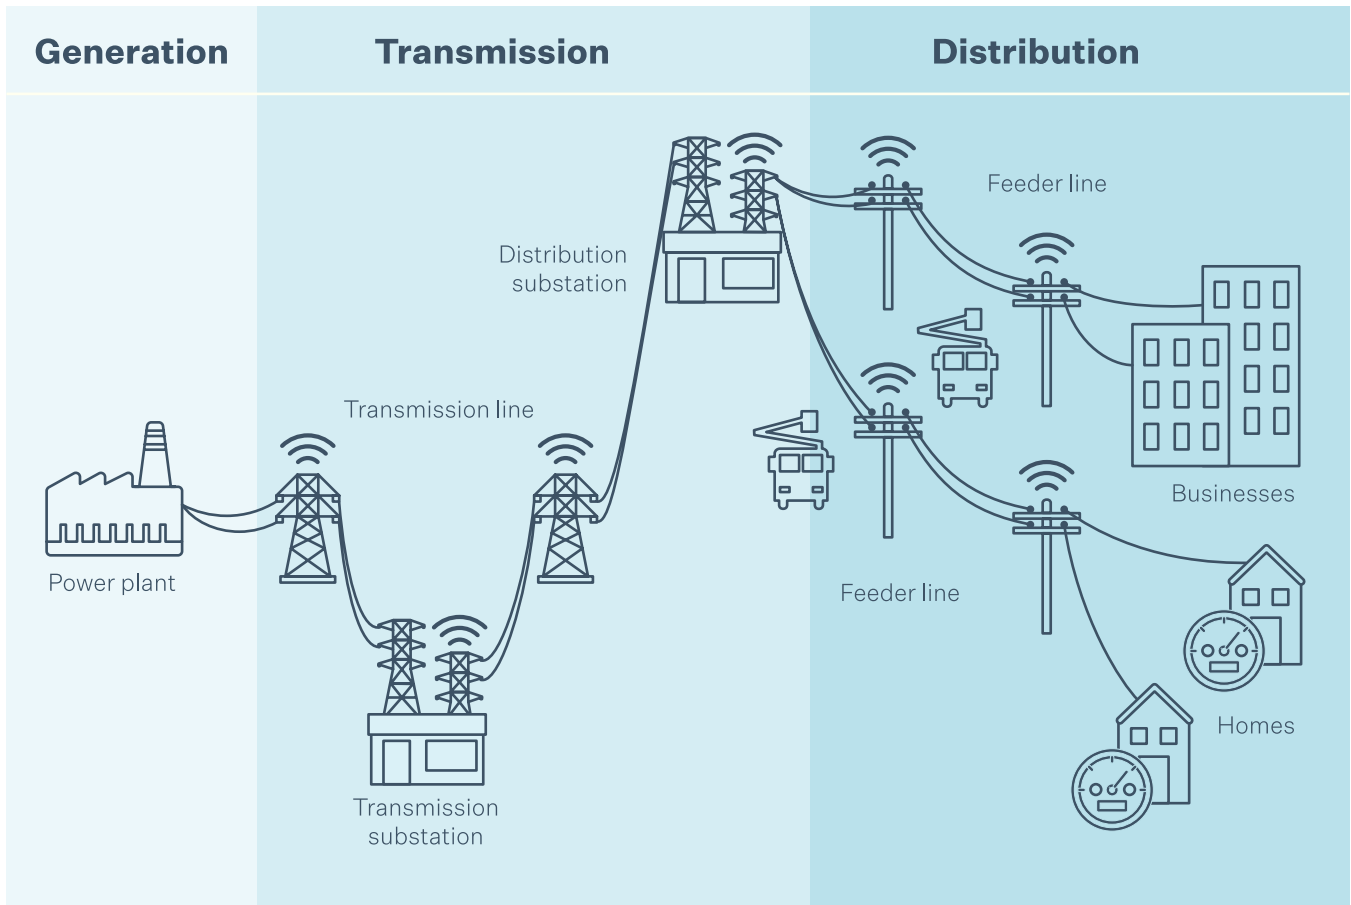 Generation
Transmission
Distribution
Feeder line
Distribution
substation
Transmission line
Businesses
Power plant
Feeder line
Homes
Transmission
substation